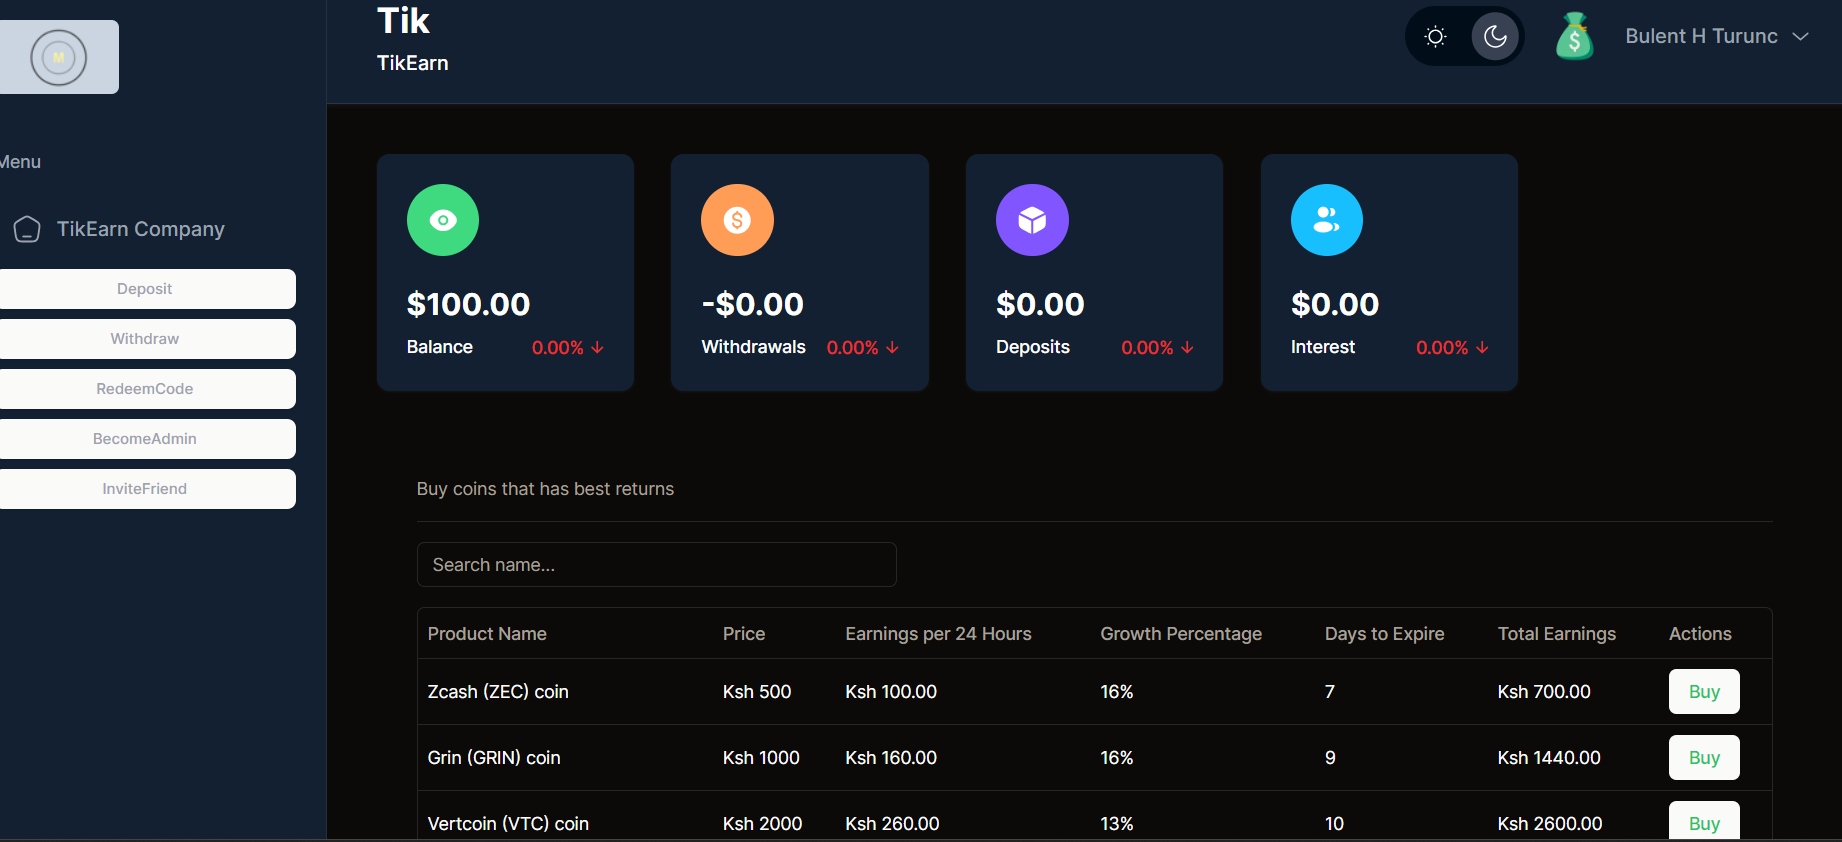 Tik
TikEarn
Bulent H Turunc
M
Menu
TikEarn Company
Deposit
Withdraw
RedeemCode
BecomeAdmin
InviteFriend
$100.00
Balance 0.00%
-$0.00
Withdrawals 0.00%
$0.00
Deposits 0.00%
$0.00
Interest 0.00%
Buy coins that has best returns
Search name...
Product Name Price Earnings per 24 Hours Growth Percentage Days to Expire Total Earnings Actions
Zcash (ZEC) coin Ksh 500 Ksh 100.00 16% 7 Ksh 700.00 Buy
Grin (GRIN) coin Ksh 1000 Ksh 160.00 16% 9 Ksh 1440.00 Buy
Vertcoin (VTC) coin Ksh 2000 Ksh 260.00 13% 10 Ksh 2600.00 Buy